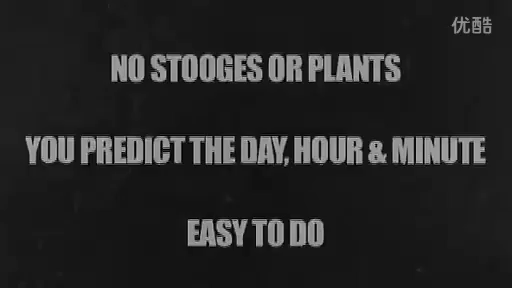 优酷
NO STOOGES OR PLANTS
YOU PREDICT THE DAY, HOUR & MINUTE
EASY TO DO